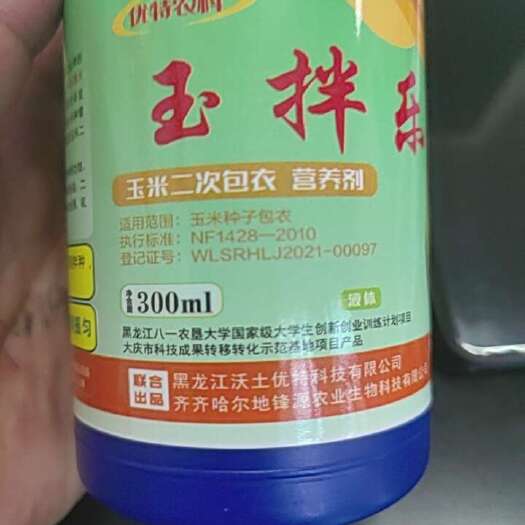 优特农科
玉拌乐
玉米二次包衣 营养剂
适用范围：玉米种子包衣
执行标准：NF1428—2010
登记证号：WLSRHLJ2021-00097
净含量 300ml
液体
黑龙江八一农垦大学国家级大学生创新创业训练计划项目
大庆市科技成果转移转化示范基地项目产品
联合出品
黑龙江沃土优特科技有限公司
齐齐哈尔地锋源农业生物科技有限公